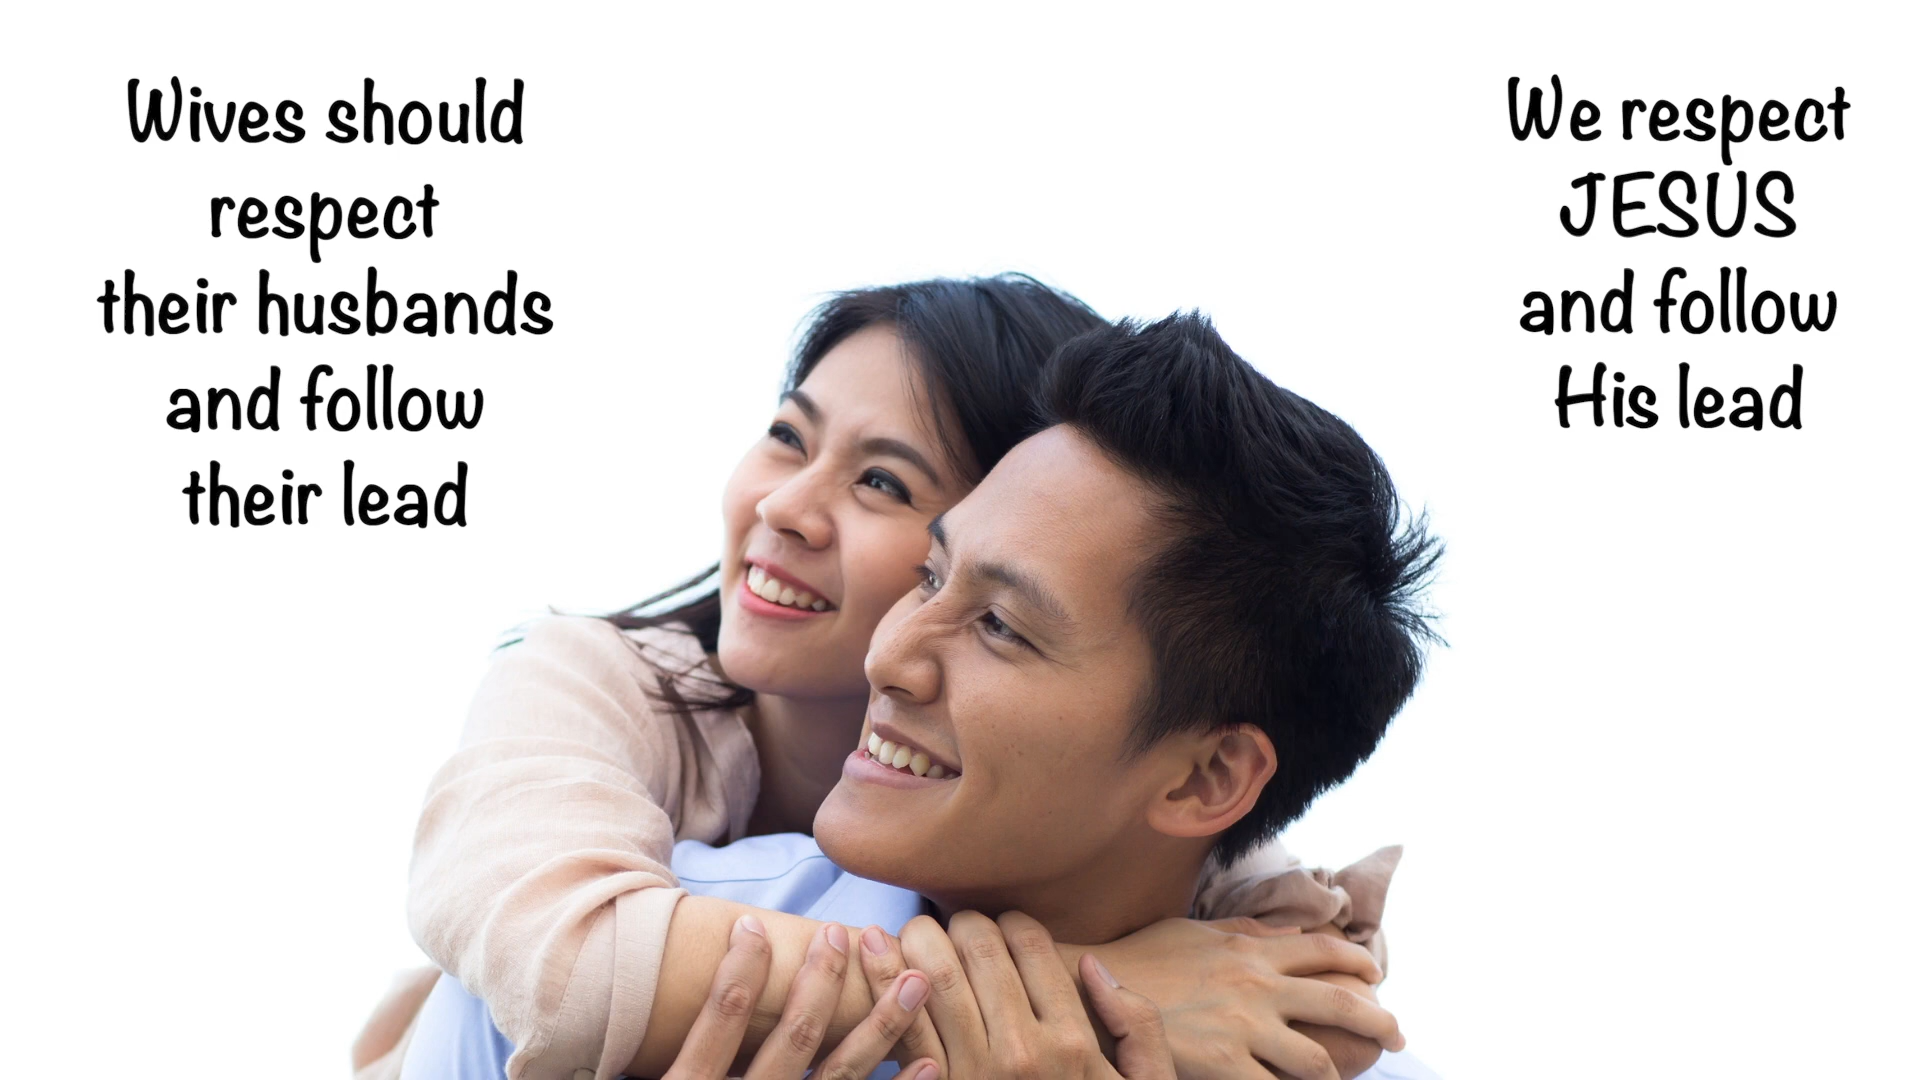 Wives should
respect
their husbands
and follow
their lead
We respect
JESUS
and follow
His lead